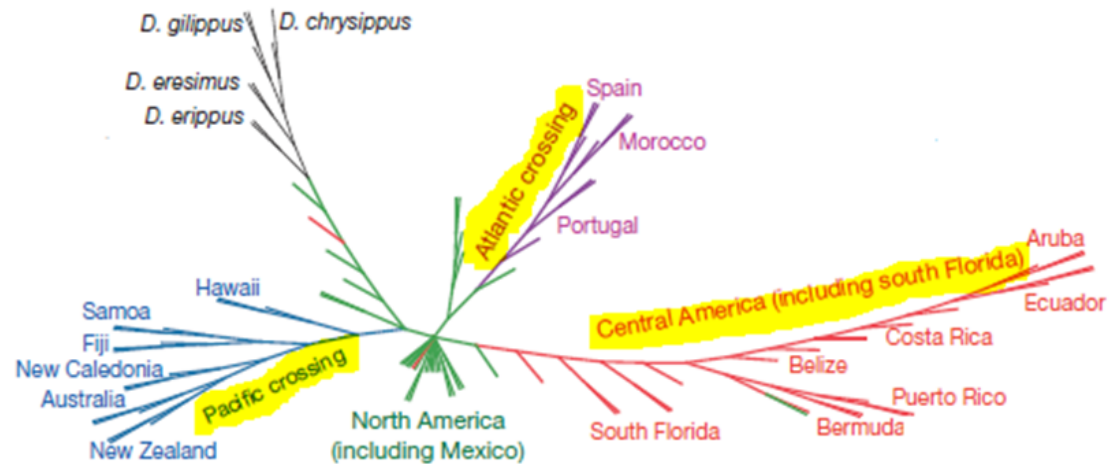 D. gilippus
D. chrysippus
D. eresimus
D. erippus
Spain
Morocco
Portugal
Atlantic crossing
Aruba
Ecuador
Central America (including south Florida)
Costa Rica
Belize
Puerto Rico
Bermuda
South Florida
Hawaii
Samoa
Fiji
New Caledonia
Australia
New Zealand
Pacific crossing
North America
(including Mexico)